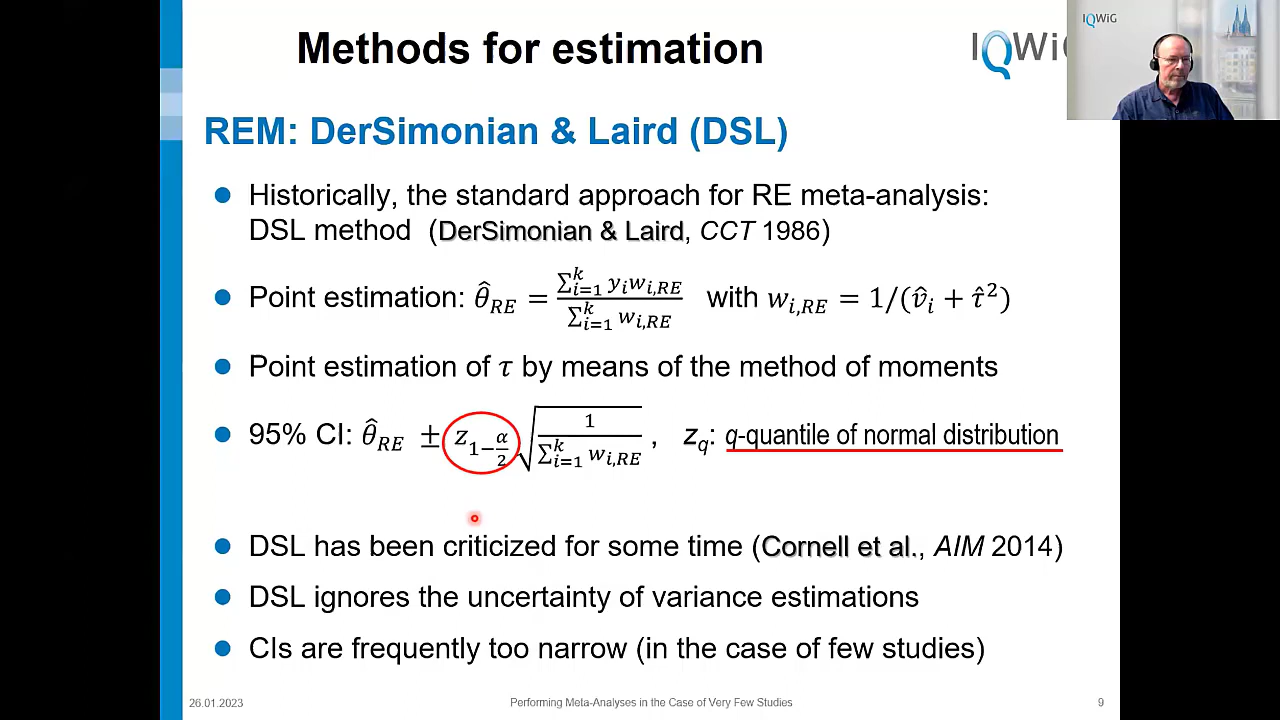 Methods for estimation
IQWiG
IQWiG
REM: DerSimonian & Laird (DSL)
Historically, the standard approach for RE meta-analysis:
DSL method (DerSimonian & Laird, CCT 1986)
Point estimation: θ̂_RE = ∑_{i=1}^{k} y_i w_{i,RE} / ∑_{i=1}^{k} w_{i,RE} with w_{i,RE} = 1/(v̂_i + τ̂²)
Point estimation of τ by means of the method of moments
95% CI: θ̂_RE ± z_{1−α/2} √(1 / ∑_{i=1}^{k} w_{i,RE}) , z_q: q-quantile of normal distribution
DSL has been criticized for some time (Cornell et al., AIM 2014)
DSL ignores the uncertainty of variance estimations
CIs are frequently too narrow (in the case of few studies)
26.01.2023 Performing Meta-Analyses in the Case of Very Few Studies 9